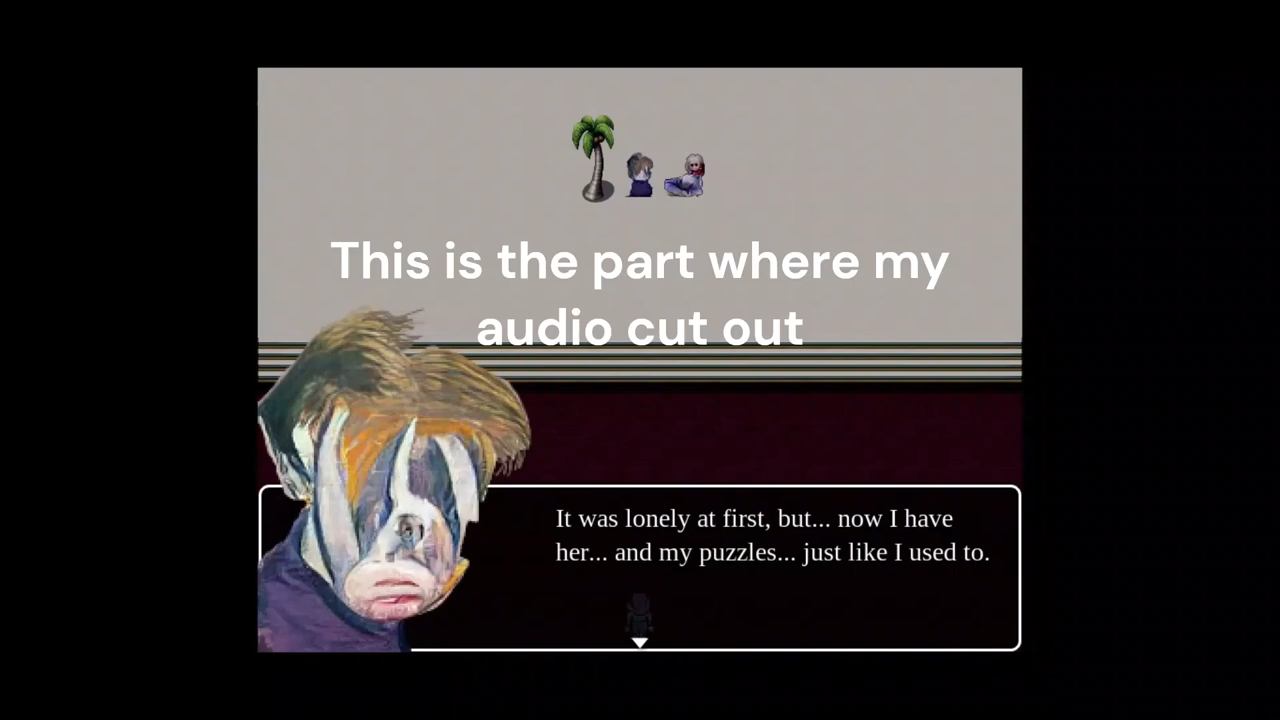 This is the part where my
audio cut out
It was lonely at first, but... now I have
her... and my puzzles... just like I used to.